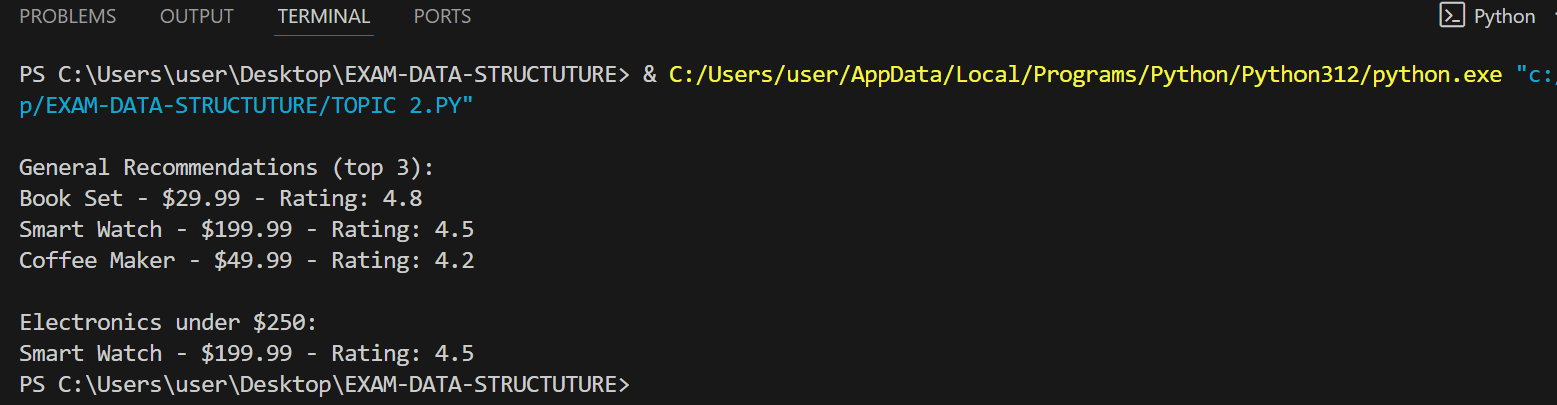 PROBLEMS OUTPUT TERMINAL PORTS Python
PS C:\Users\user\Desktop\EXAM-DATA-STRUCTUTURE> & C:/Users/user/AppData/Local/Programs/Python/Python312/python.exe "c:/
p/EXAM-DATA-STRUCTUTURE/TOPIC 2.PY"
General Recommendations (top 3):
Book Set - $29.99 - Rating: 4.8
Smart Watch - $199.99 - Rating: 4.5
Coffee Maker - $49.99 - Rating: 4.2
Electronics under $250:
Smart Watch - $199.99 - Rating: 4.5
PS C:\Users\user\Desktop\EXAM-DATA-STRUCTUTURE>